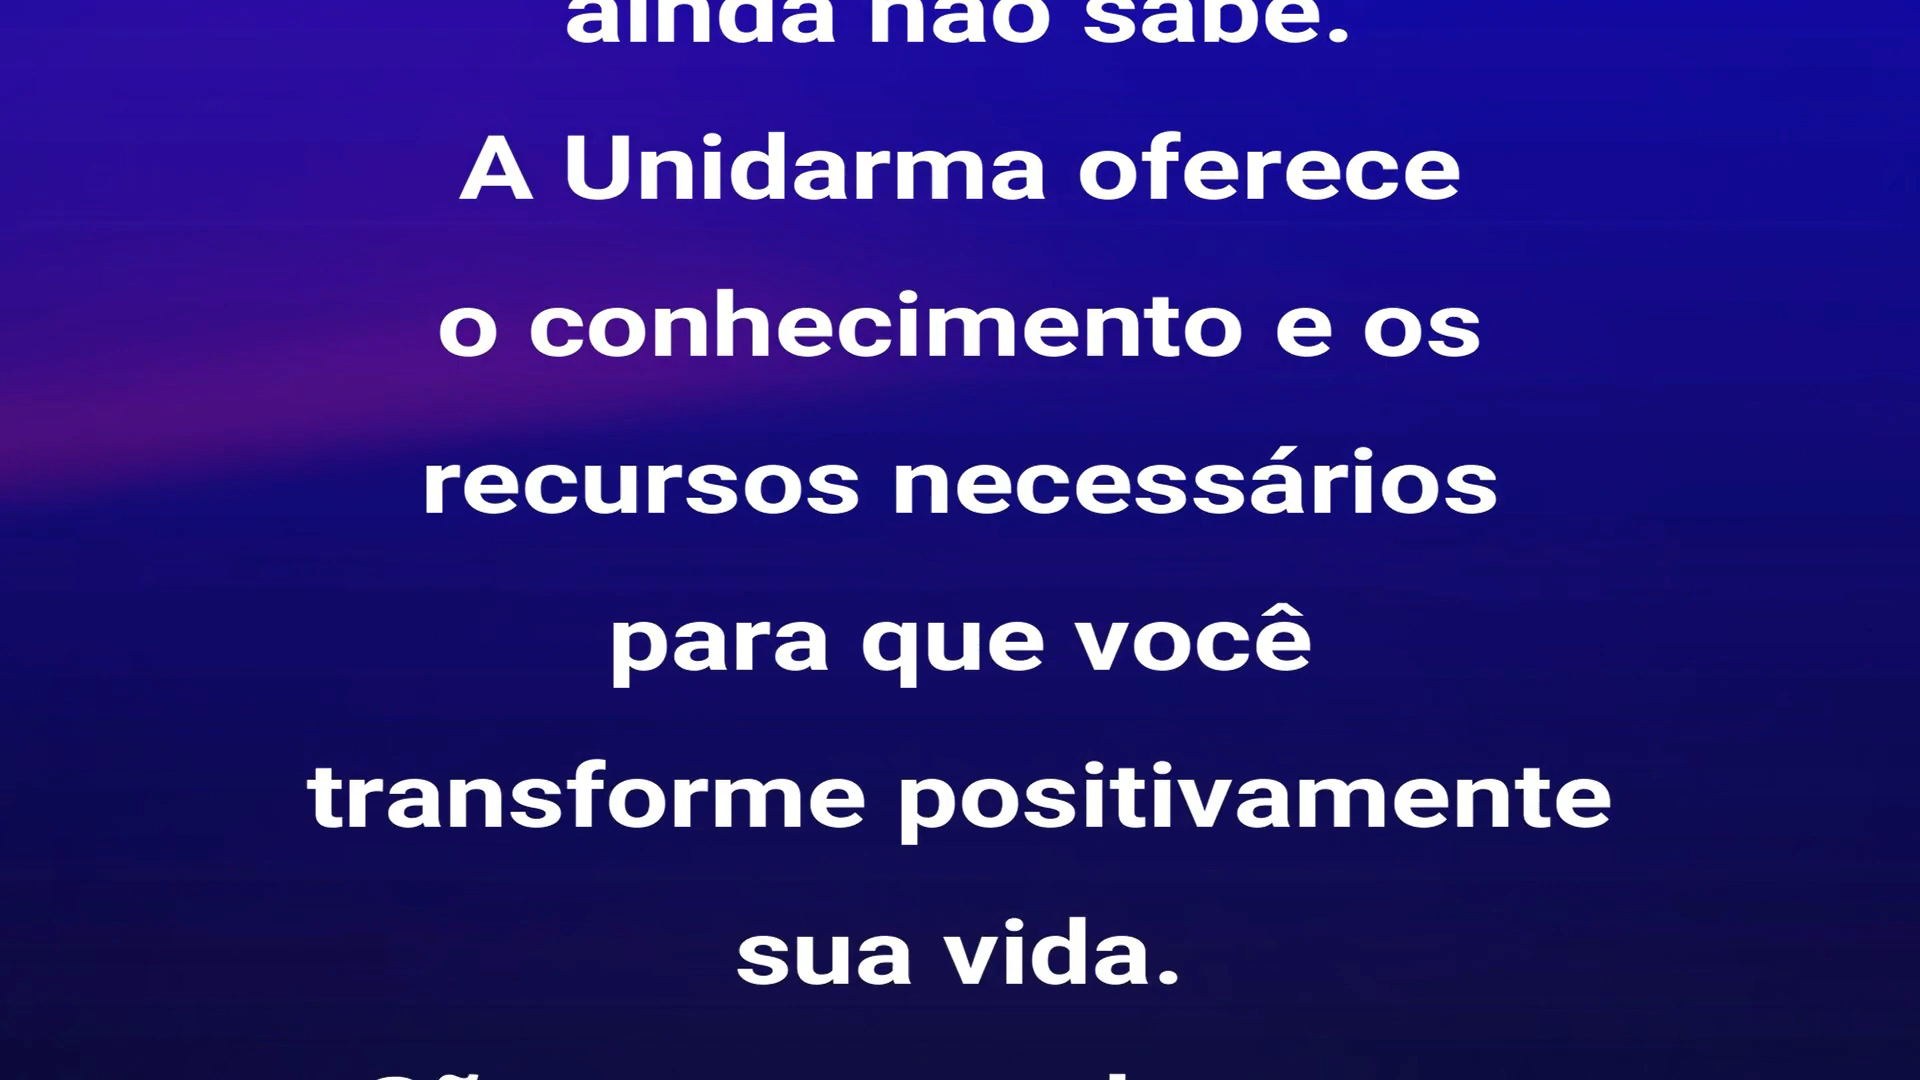 ainda não sabe.
A Unidarma oferece
o conhecimento e os
recursos necessários
para que você
transforme positivamente
sua vida.